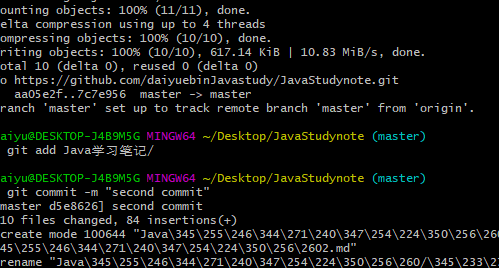 ounting objects: 100% (11/11), done.
elta compression using up to 4 threads
ompressing objects: 100% (10/10), done.
riting objects: 100% (10/10), 617.14 KiB | 10.83 MiB/s, done.
otal 10 (delta 0), reused 0 (delta 0)
o https://github.com/daiyuebinJavastudy/JavaStudynote.git
aa05e2f..7c7e956 master -> master
ranch 'master' set up to track remote branch 'master' from 'origin'.
aiyu@DESKTOP-J4B9M5G MINGW64 ~/Desktop/JavaStudynote (master)
git add Java学习笔记/
aiyu@DESKTOP-J4B9M5G MINGW64 ~/Desktop/JavaStudynote (master)
git commit -m "second commit"
master d5e8626] second commit
10 files changed, 84 insertions(+)
create mode 100644 "Java\345\255\246\344\271\240\347\254\224\350\256\260
45\255\246\344\271\240\347\254\224\350\256\2602.md"
rename "Java\345\255\246\344\271\240\347\254\224\350\256\260/\345\233\2